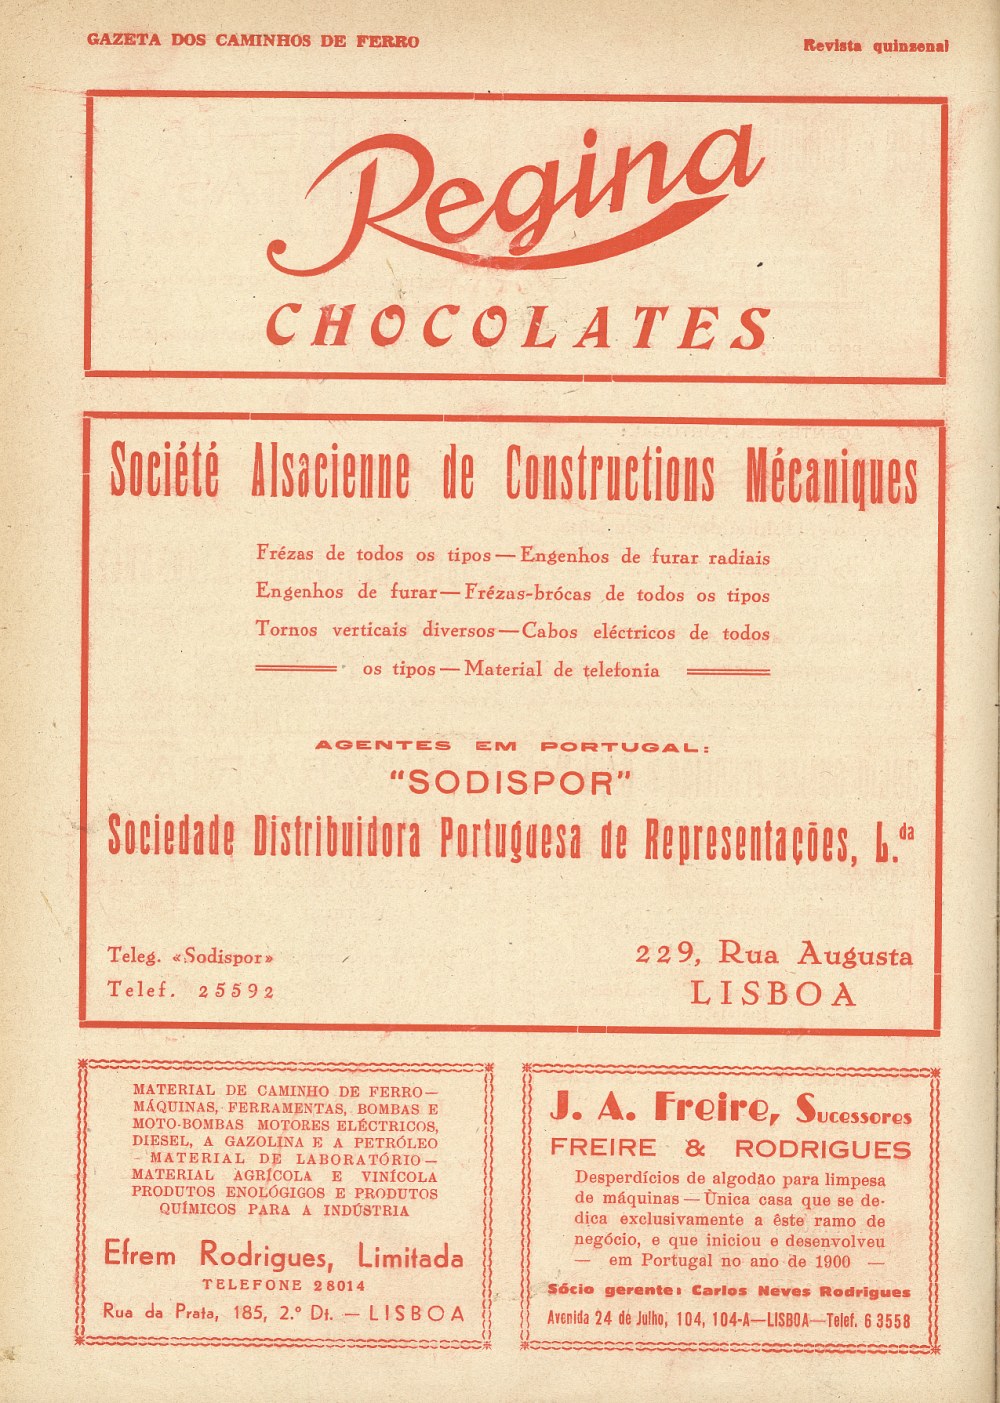 GAZETA DOS CAMINHOS DE FERRO
Revista quinzenal
Regina
CHOCOLATES
Société Alsacienne de Constructions Mécaniques
Frézas de todos os tipos — Engenhos de furar radiais
Engenhos de furar — Frézas-brócas de todos os tipos
Tornos verticais diversos — Cabos eléctricos de todos
os tipos — Material de telefonia
AGENTES EM PORTUGAL:
"SODISPOR"
Sociedade Distribuidora Portuguesa de Representações, L.da
Teleg. «Sodispor»
Telef. 25592
229, Rua Augusta
LISBOA
MATERIAL DE CAMINHO DE FERRO —
MÁQUINAS, FERRAMENTAS, BOMBAS E
MOTO-BOMBAS MOTORES ELÉCTRICOS,
DIESEL, A GAZOLINA E A PETRÓLEO
— MATERIAL DE LABORATÓRIO —
MATERIAL AGRÍCOLA E VINÍCOLA
PRODUTOS ENOLÓGIGOS E PRODUTOS
QUÍMICOS PARA A INDÚSTRIA
Efrem Rodrigues, Limitada
TELEFONE 28014
Rua da Prata, 185, 2.º Dt. — LISBOA
J. A. Freire, Sucessores
FREIRE & RODRIGUES
Desperdícios de algodão para limpesa
de máquinas — Ùnica casa que se de-
dica exclusivamente a êste ramo de
negócio, e que iniciou e desenvolveu
— em Portugal no ano de 1900 —
Sócio gerente: Carlos Neves Rodrigues
Avenida 24 de Julho, 104, 104-A — LISBOA — Telef. 6 3558